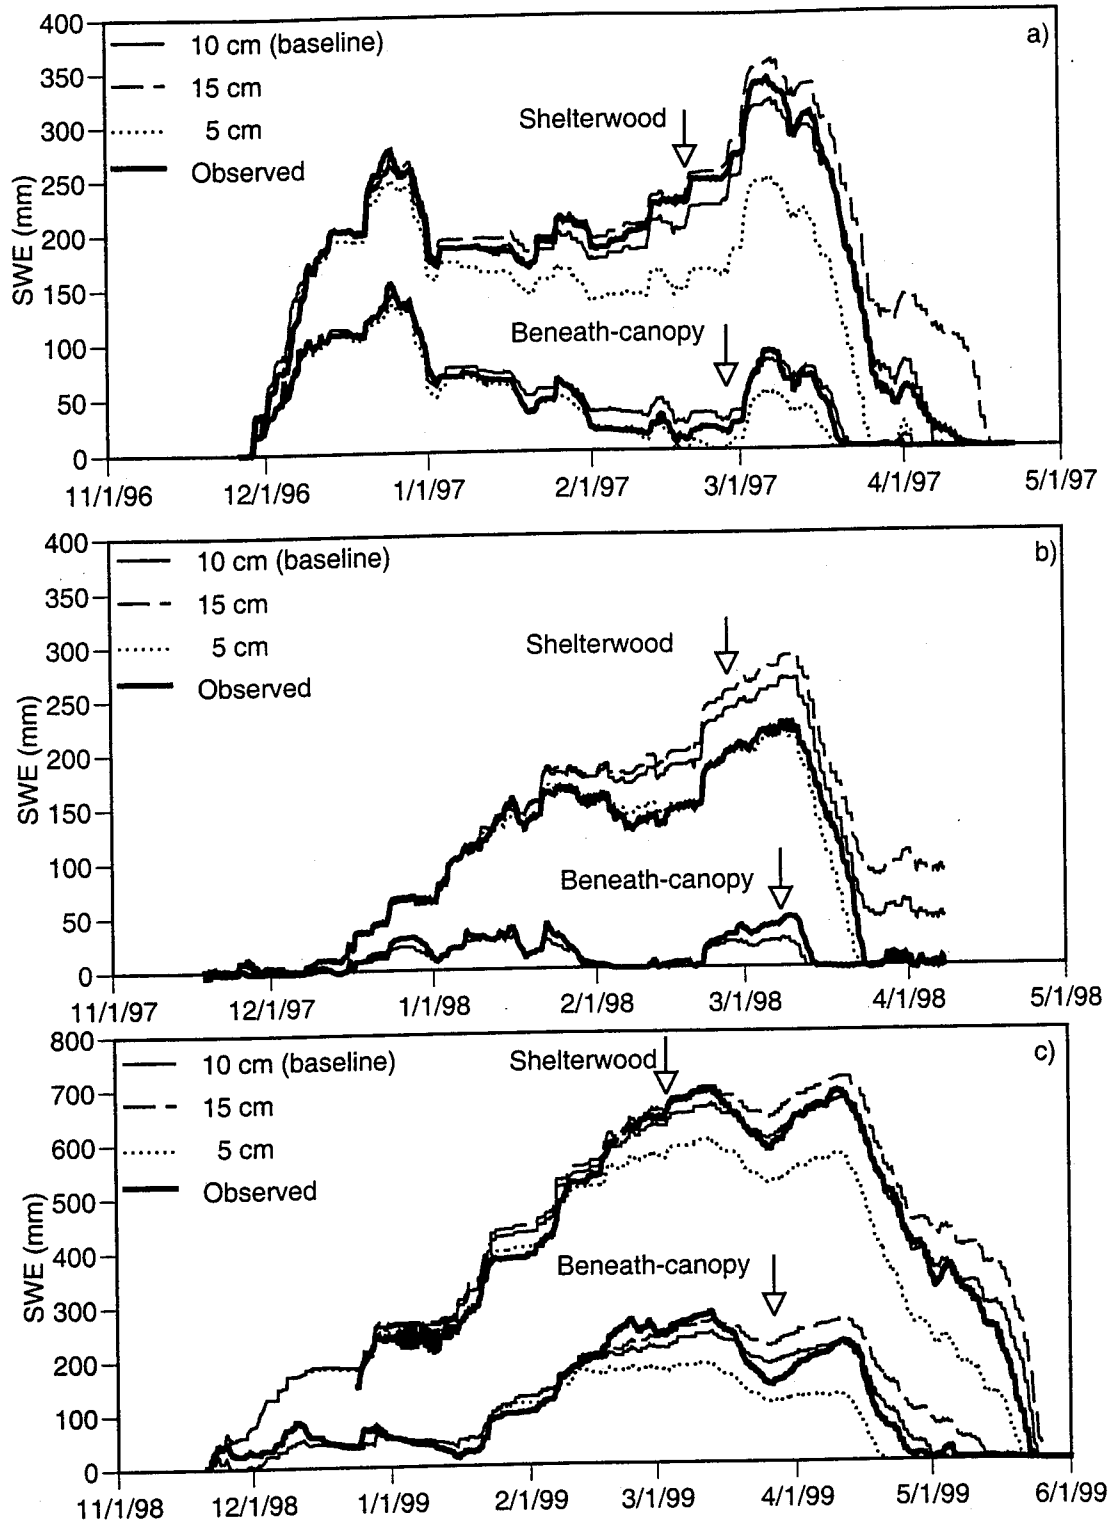 400
350
300
250
200
150
100
50
0
SWE (mm)
10 cm (baseline)
15 cm
5 cm
Observed
a)
Shelterwood
Beneath-canopy
11/1/96 12/1/96 1/1/97 2/1/97 3/1/97 4/1/97 5/1/97
400
350
300
250
200
150
100
50
0
SWE (mm)
10 cm (baseline)
15 cm
5 cm
Observed
b)
Shelterwood
Beneath-canopy
11/1/97 12/1/97 1/1/98 2/1/98 3/1/98 4/1/98 5/1/98
800
700
600
500
400
300
200
100
0
SWE (mm)
10 cm (baseline)
15 cm
5 cm
Observed
c)
Shelterwood
Beneath-canopy
11/1/98 12/1/98 1/1/99 2/1/99 3/1/99 4/1/99 5/1/99 6/1/99